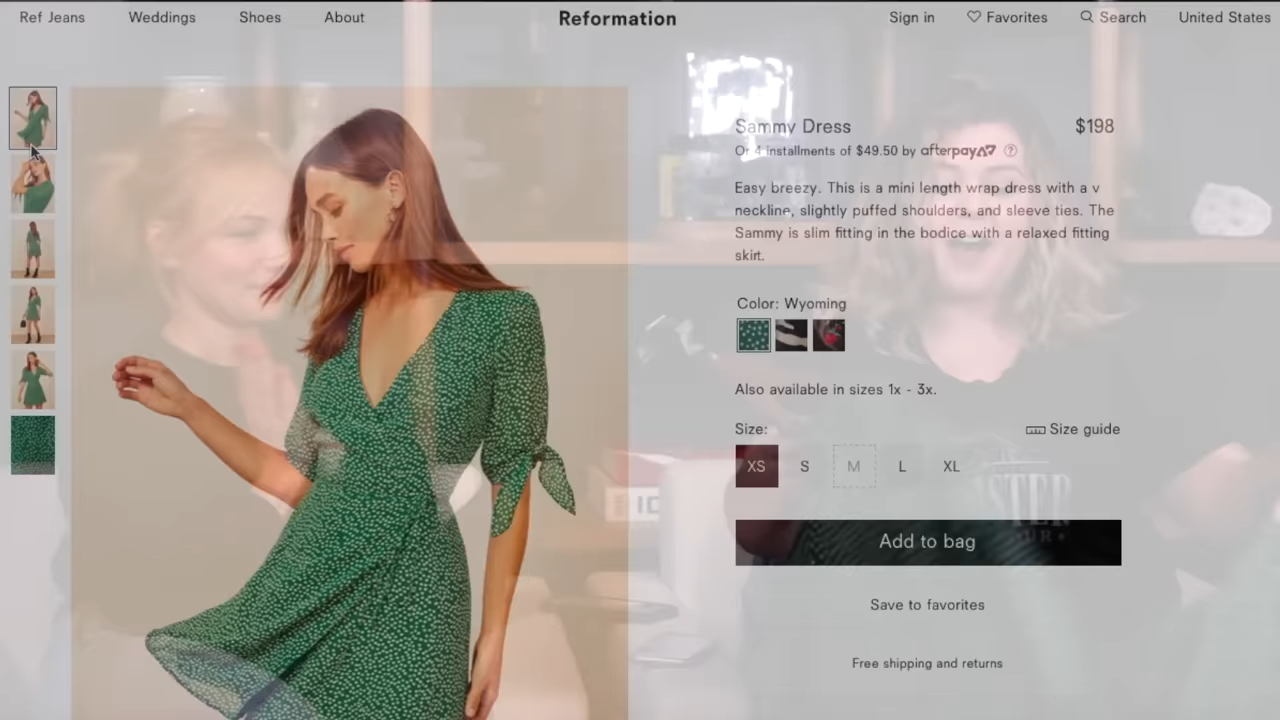 Ref Jeans Weddings Shoes About Reformation Sign in Favorites Search United States
Sammy Dress $198
Or 4 installments of $49.50 by afterpay ?
Easy breezy. This is a mini length wrap dress with a v
neckline, slightly puffed shoulders, and sleeve ties. The
Sammy is slim fitting in the bodice with a relaxed fitting
skirt.
Color: Wyoming
Also available in sizes 1x - 3x.
Size: Size guide
XS S M L XL
Add to bag
Save to favorites
Free shipping and returns